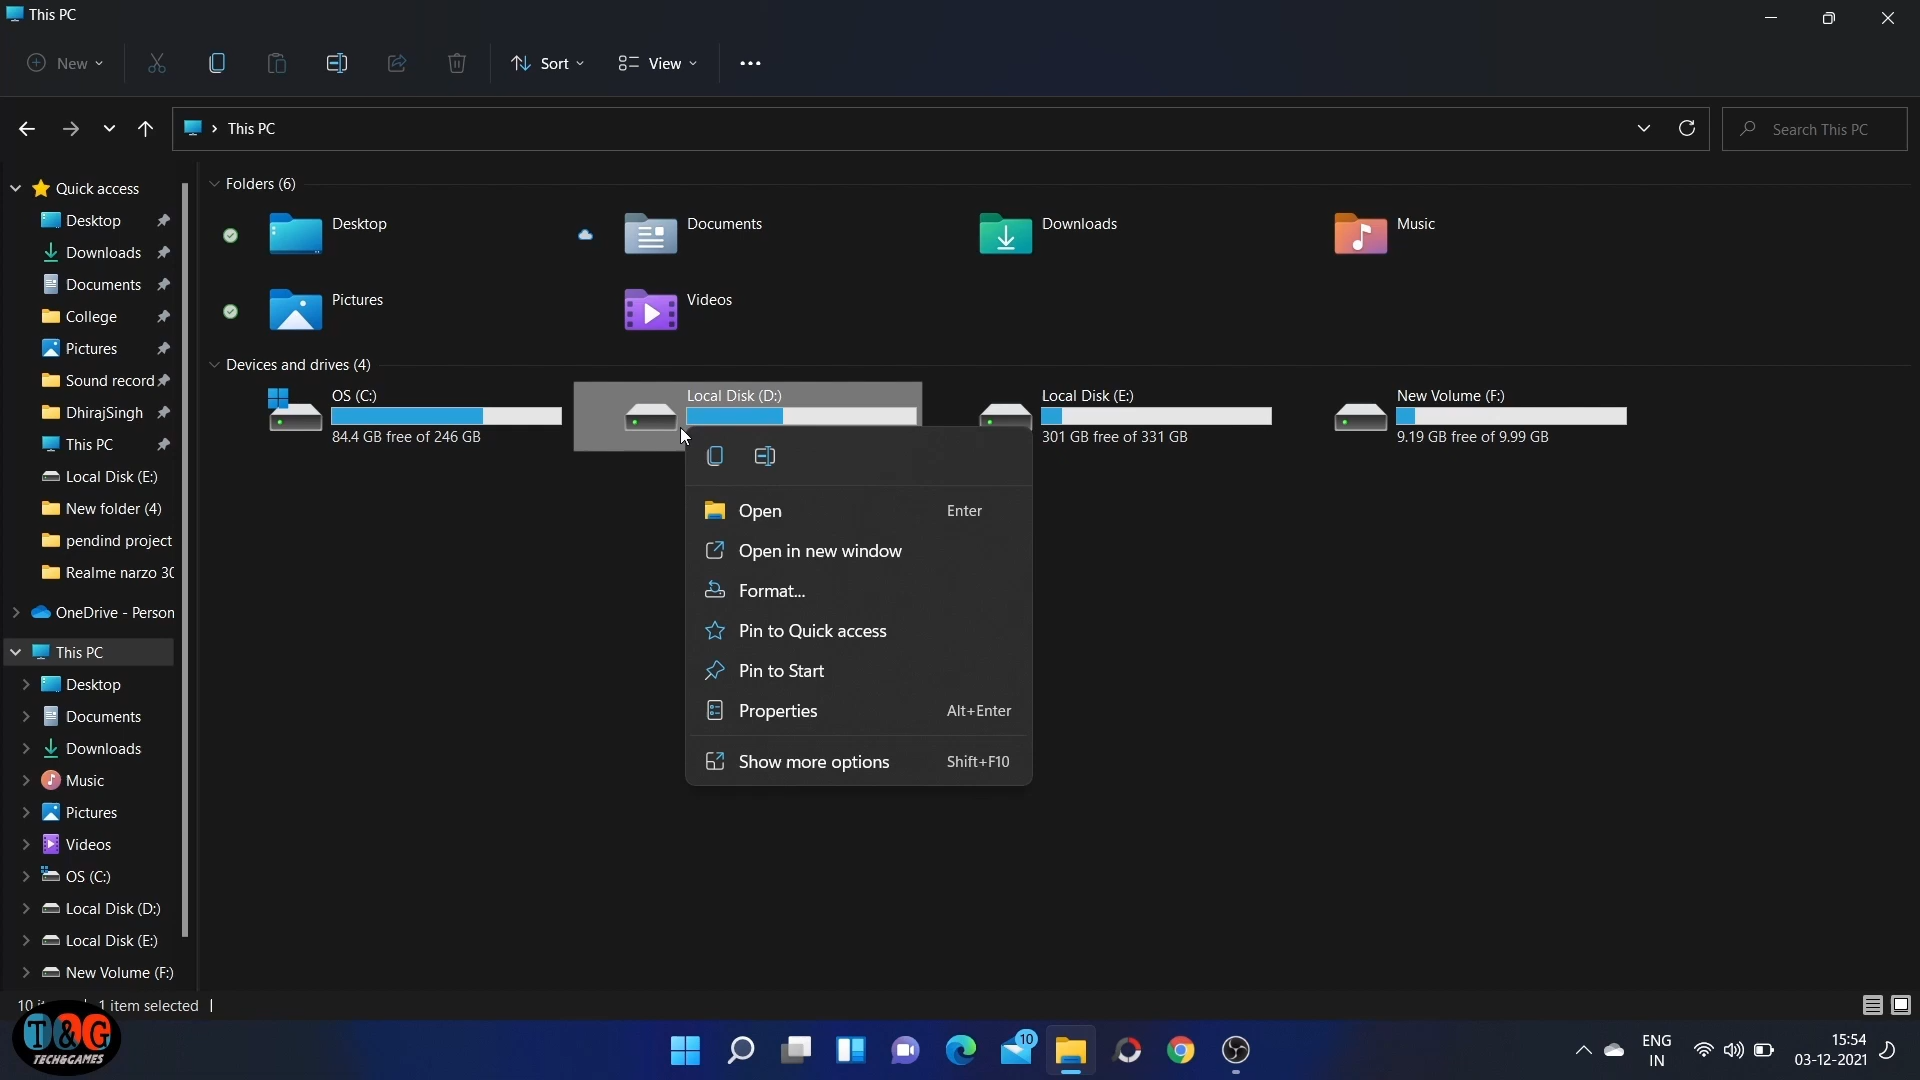 This PC
New
Sort
View
This PC
Search This PC
Quick access
Desktop
Downloads
Documents
College
Pictures
Sound record
DhirajSingh
This PC
Local Disk (E:)
New folder (4)
pendind project
Realme narzo 30
OneDrive - Person
This PC
Desktop
Documents
Downloads
Music
Pictures
Videos
OS (C:)
Local Disk (D:)
Local Disk (E:)
New Volume (F:)
Folders (6)
Desktop
Documents
Downloads
Music
Pictures
Videos
Devices and drives (4)
OS (C:)
84.4 GB free of 246 GB
Local Disk (D:)
Local Disk (E:)
301 GB free of 331 GB
New Volume (F:)
9.19 GB free of 9.99 GB
Open Enter
Open in new window
Format...
Pin to Quick access
Pin to Start
Properties Alt+Enter
Show more options Shift+F10
10
1 item selected
T&G
TECH&GAMES
10
ENG
IN
15:54
03-12-2021